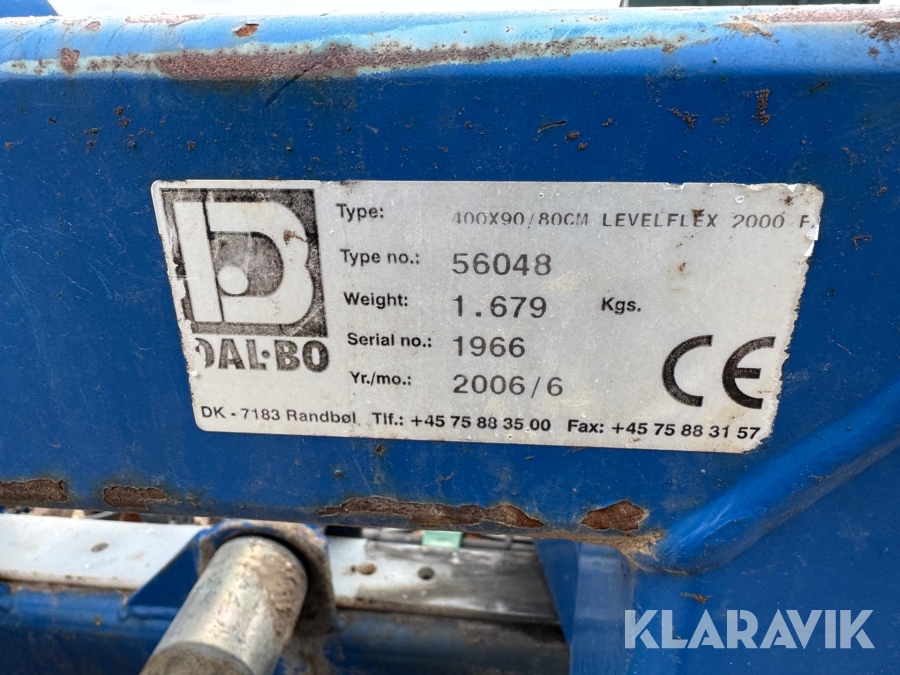 Type: 400X90/80CM LEVELFLEX 2000 F
Type no.: 56048
Weight: 1.679 Kgs.
Serial no.: 1966
Yr./mo.: 2006/6
DAL-BO
CE
DK - 7183 Randbøl Tlf.: +45 75 88 35 00 Fax: +45 75 88 31 57
KLARAVIK